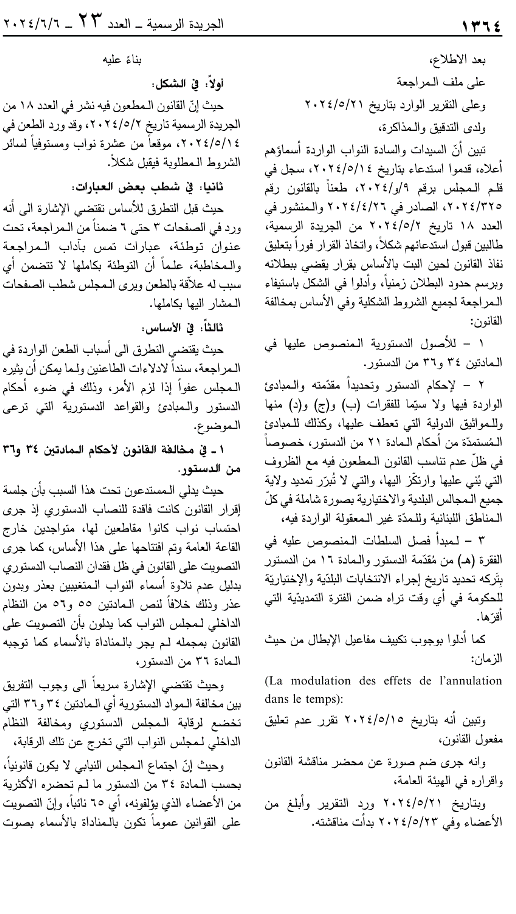 ١٣٦٤
الجريدة الرسمية ـ العدد ٢٣ ـ ٢٠٢٤/٦/٦
بعد الاطلاع،
على ملف المراجعة
وعلى التقرير الوارد بتاريخ ٢٠٢٤/٥/٢١
ولدى التدقيق والمذاكرة،
تبين أنّ السيدات والسادة النواب الواردة أسماؤهم
أعلاه، قدموا استدعاء بتاريخ ٢٠٢٤/٥/١٤، سجل في
قلم المجلس برقم ٩/و/٢٠٢٤، طعناً بالقانون رقم
٢٠٢٤/٣٢٥، الصادر في ٢٠٢٤/٤/٢٦ والمنشور في
العدد ١٨ تاريخ ٢٠٢٤/٥/٢ من الجريدة الرسمية،
طالبين قبول استدعائهم شكلاً، واتخاذ القرار فوراً بتعليق
نفاذ القانون لحين البت بالأساس بقرار يقضي ببطلانه
وبرسم حدود البطلان زمنياً، وأدلوا في الشكل باستيفاء
المراجعة لجميع الشروط الشكلية وفي الأساس بمخالفة
القانون:
١ – للأصول الدستورية المنصوص عليها في
المادتين ٣٤ و٣٦ من الدستور.
٢ – لإحكام الدستور وتحديداً مقدّمته والمبادئ
الواردة فيها ولا سيّما للفقرات (ب) و(ج) و(د) منها
وللمواثيق الدولية التي تعطف عليها، وكذلك للمبادئ
المُستمدّة من أحكام المادة ٢١ من الدستور، خصوصاً
في ظلّ عدم تناسب القانون المطعون فيه مع الظروف
التي بُني عليها وارتكز إليها، والتي لا تُبرّر تمديد ولاية
جميع المجالس البلدية والاختيارية بصورة شاملة في كلّ
المناطق اللبنانية وللمدّة غير المعقولة الواردة فيه،
٣ – لمبدأ فصل السلطات المنصوص عليه في
الفقرة (هـ) من مُقدّمة الدستور والمادة ١٦ من الدستور
بتَركه تحديد تاريخ إجراء الانتخابات البلديّة والإختياريّة
للحكومة في أي وقت تراه ضمن الفترة التمديديّة التي
أقرّها.
كما أدلوا بوجوب تكييف مفاعيل الإبطال من حيث
الزمان:
(La modulation des effets de l’annulation
dans le temps):
وتبين أنه بتاريخ ٢٠٢٤/٥/١٥ تقرر عدم تعليق
مفعول القانون،
وانه جرى ضم صورة عن محضر مناقشة القانون
واقراره في الهيئة العامة،
وبتاريخ ٢٠٢٤/٥/٢١ ورد التقرير وأبلغ من
الأعضاء وفي ٢٠٢٤/٥/٢٣ بدأت مناقشته.
بناءً عليه
أولاً: في الشكل:
حيث إنّ القانون المطعون فيه نشر في العدد ١٨ من
الجريدة الرسمية تاريخ ٢٠٢٤/٥/٢، وقد ورد الطعن في
٢٠٢٤/٥/١٤، موقعاً من عشرة نواب ومستوفياً لسائر
الشروط المطلوبة فيقبل شكلاً.
ثانيا: في شطب بعض العبارات:
حيث قبل التطرق للأساس تقتضي الإشارة الى أنه
ورد في الصفحات ٣ حتى ٦ ضمناً من المراجعة، تحت
عنوان توطئة، عبارات تمس بآداب المراجعة
والمخاطبة، علماً أن التوطئة بكاملها لا تتضمن أي
سبب له علاقة بالطعن ويرى المجلس شطب الصفحات
المشار اليها بكاملها.
ثالثاً: في الأساس:
حيث يقتضي التطرق الى أسباب الطعن الواردة في
المراجعة، سنداً لادلاءات الطاعنين ولما يمكن أن يثيره
المجلس عفواً إذا لزم الأمر، وذلك في ضوء أحكام
الدستور والمبادئ والقواعد الدستورية التي ترعى
الموضوع.
١ ـ في مخالفة القانون لأحكام المادتين ٣٤ و٣٦
من الدستور.
حيث يدلي المستدعون تحت هذا السبب بأن جلسة
إقرار القانون كانت فاقدة للنصاب الدستوري إذ جرى
احتساب نواب كانوا مقاطعين لها، متواجدين خارج
القاعة العامة وتم افتتاحها على هذا الأساس، كما جرى
التصويت على القانون في ظل فقدان النصاب الدستوري
بدليل عدم تلاوة أسماء النواب المتغيبين بعذر وبدون
عذر وذلك خلافاً لنص المادتين ٥٥ و٥٦ من النظام
الداخلي لمجلس النواب كما يدلون بأن التصويت على
القانون بمجمله لم يجر بالمناداة بالأسماء كما توجبه
المادة ٣٦ من الدستور،
وحيث تقتضي الإشارة سريعاً الى وجوب التفريق
بين مخالفة المواد الدستورية أي المادتين ٣٤ و٣٦ التي
تخضع لرقابة المجلس الدستوري ومخالفة النظام
الداخلي لمجلس النواب التي تخرج عن تلك الرقابة،
وحيث إنّ اجتماع المجلس النيابي لا يكون قانونياً،
بحسب المادة ٣٤ من الدستور ما لم تحضره الأكثرية
من الأعضاء الذي يؤلفونه، أي ٦٥ نائباً، وإنّ التصويت
على القوانين عموماً تكون بالمناداة بالأسماء بصوت